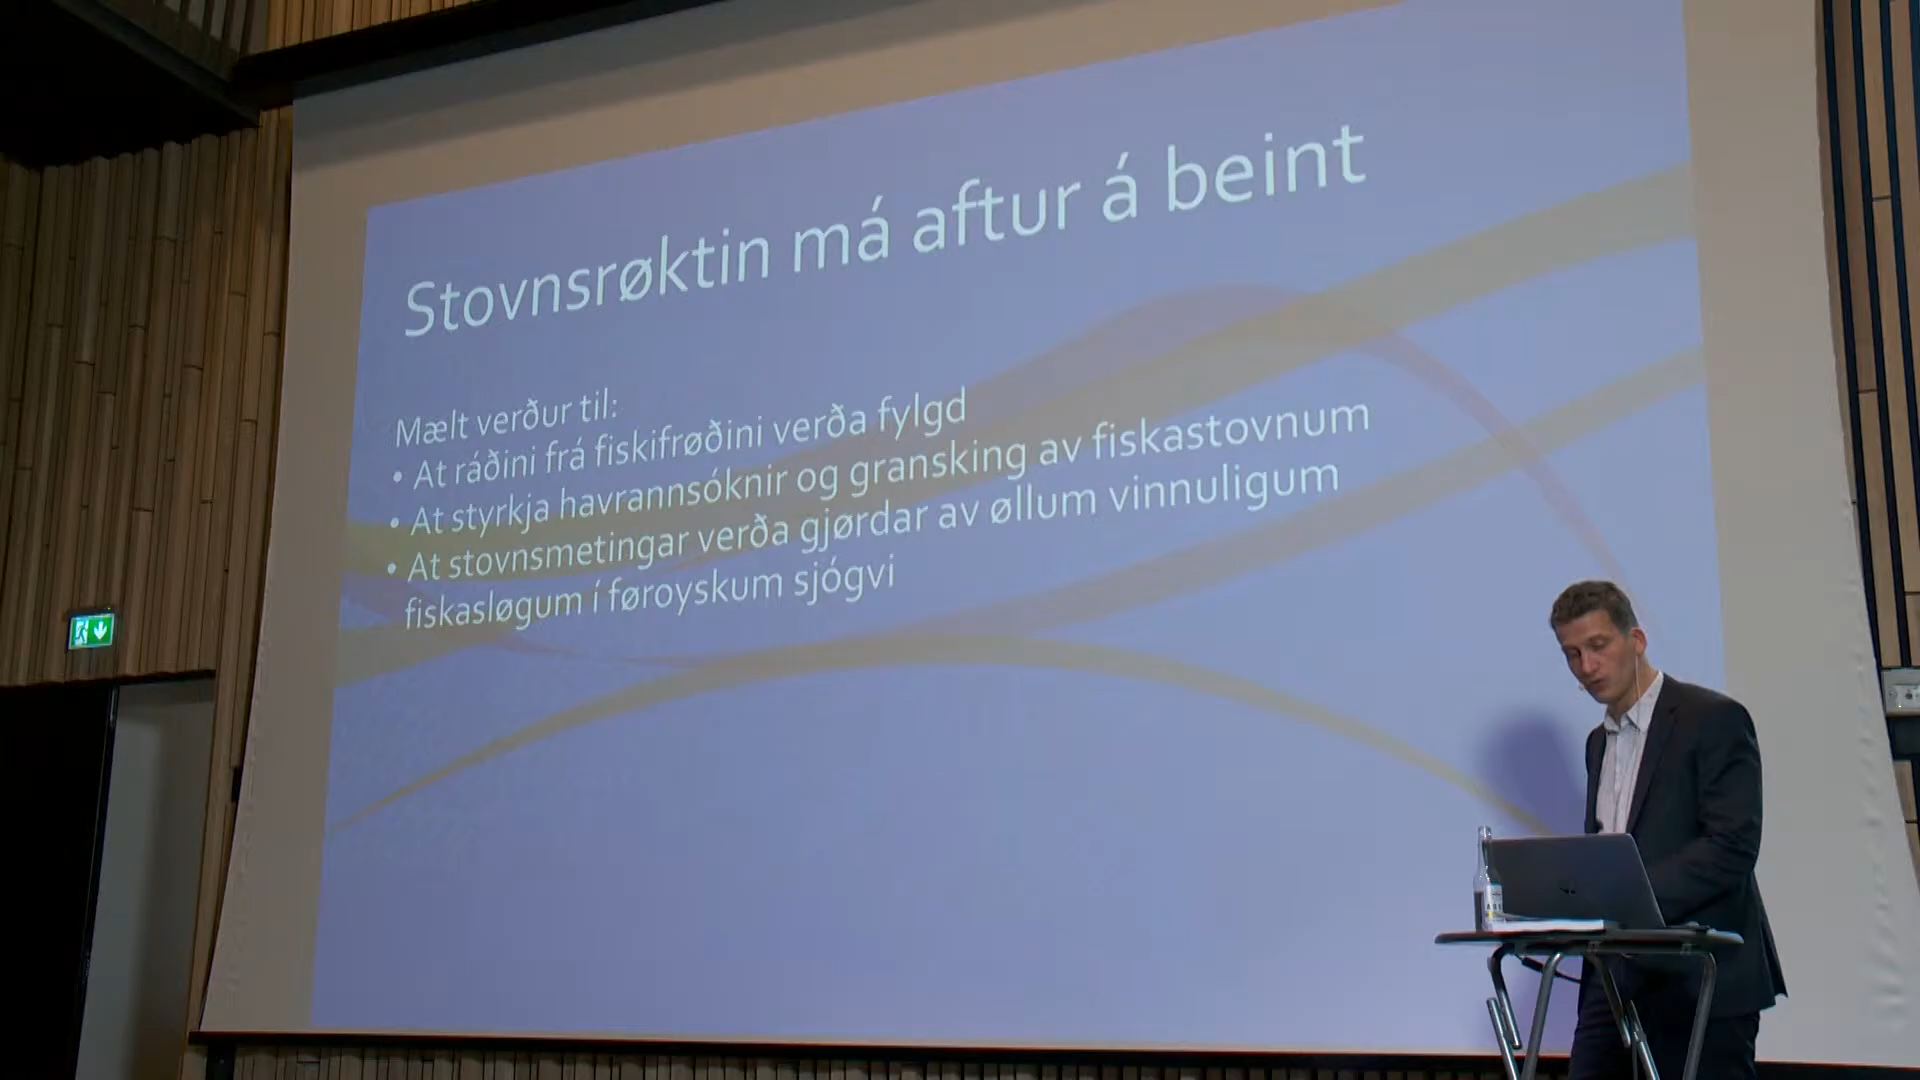 Stovnsrøktin má aftur á beint
Mælt verður til:
• At ráðini frá fiskifrøðini verða fylgd
• At styrkja havrannsóknir og gransking av fiskastovnum
• At stovnsmetingar verða gjørdar av øllum vinnuligum
fiskasløgum í føroyskum sjógvi